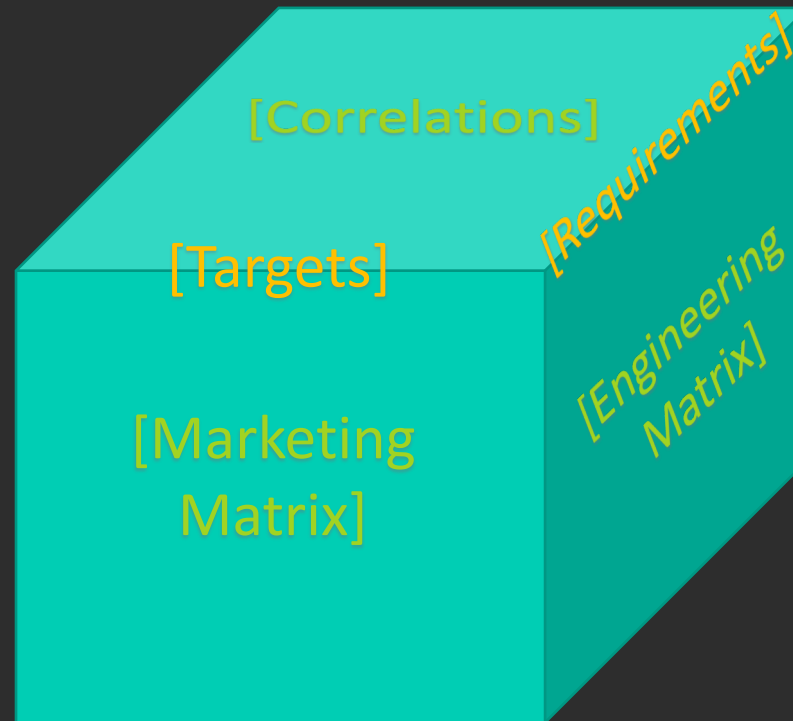 [Correlations]
[Requirements]
[Targets]
[Engineering
Matrix]
[Marketing
Matrix]